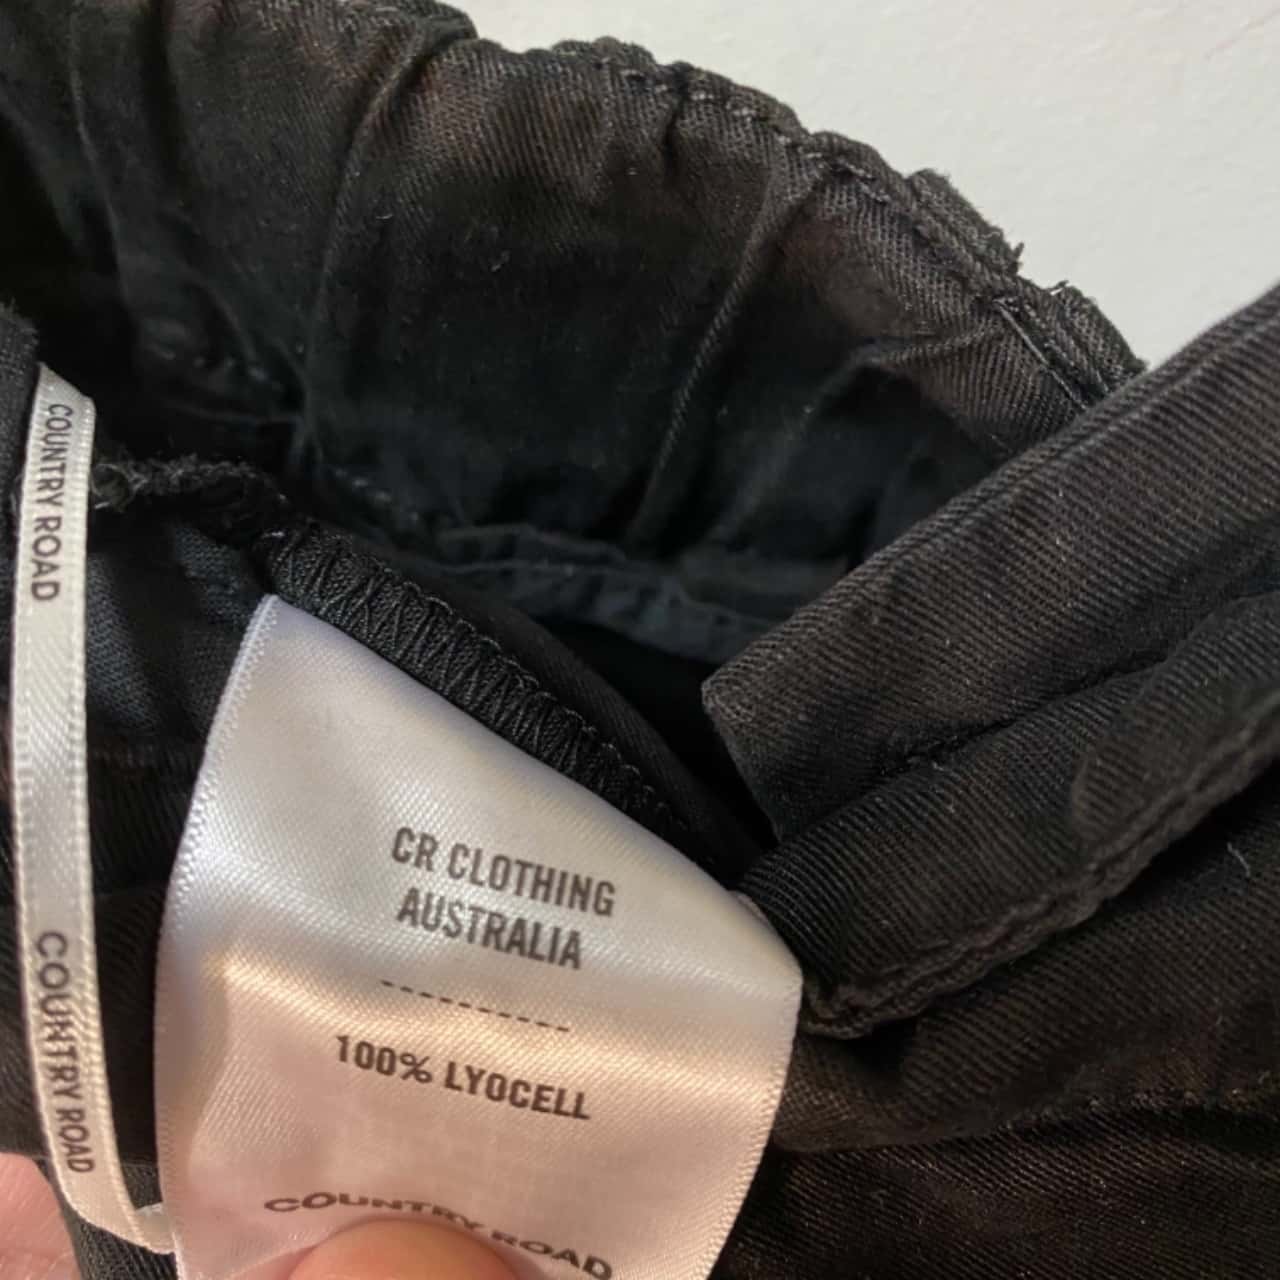 COUNTRY ROAD
COUNTRY ROAD
CR CLOTHING
AUSTRALIA
----------
100% LYOCELL
COUNTRY ROAD